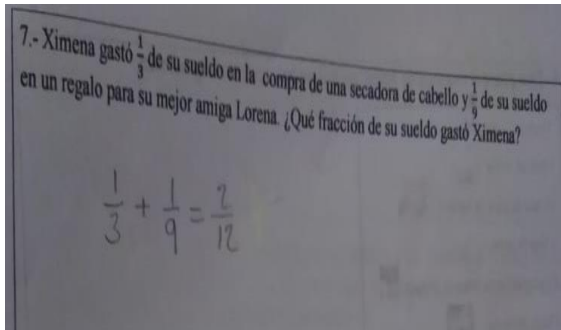 7.- Ximena gastó 1/3 de su sueldo en la compra de una secadora de cabello y 1/9 de su sueldo
en un regalo para su mejor amiga Lorena. ¿Qué fracción de su sueldo gastó Ximena?
1/3 + 1/9 = 2/12